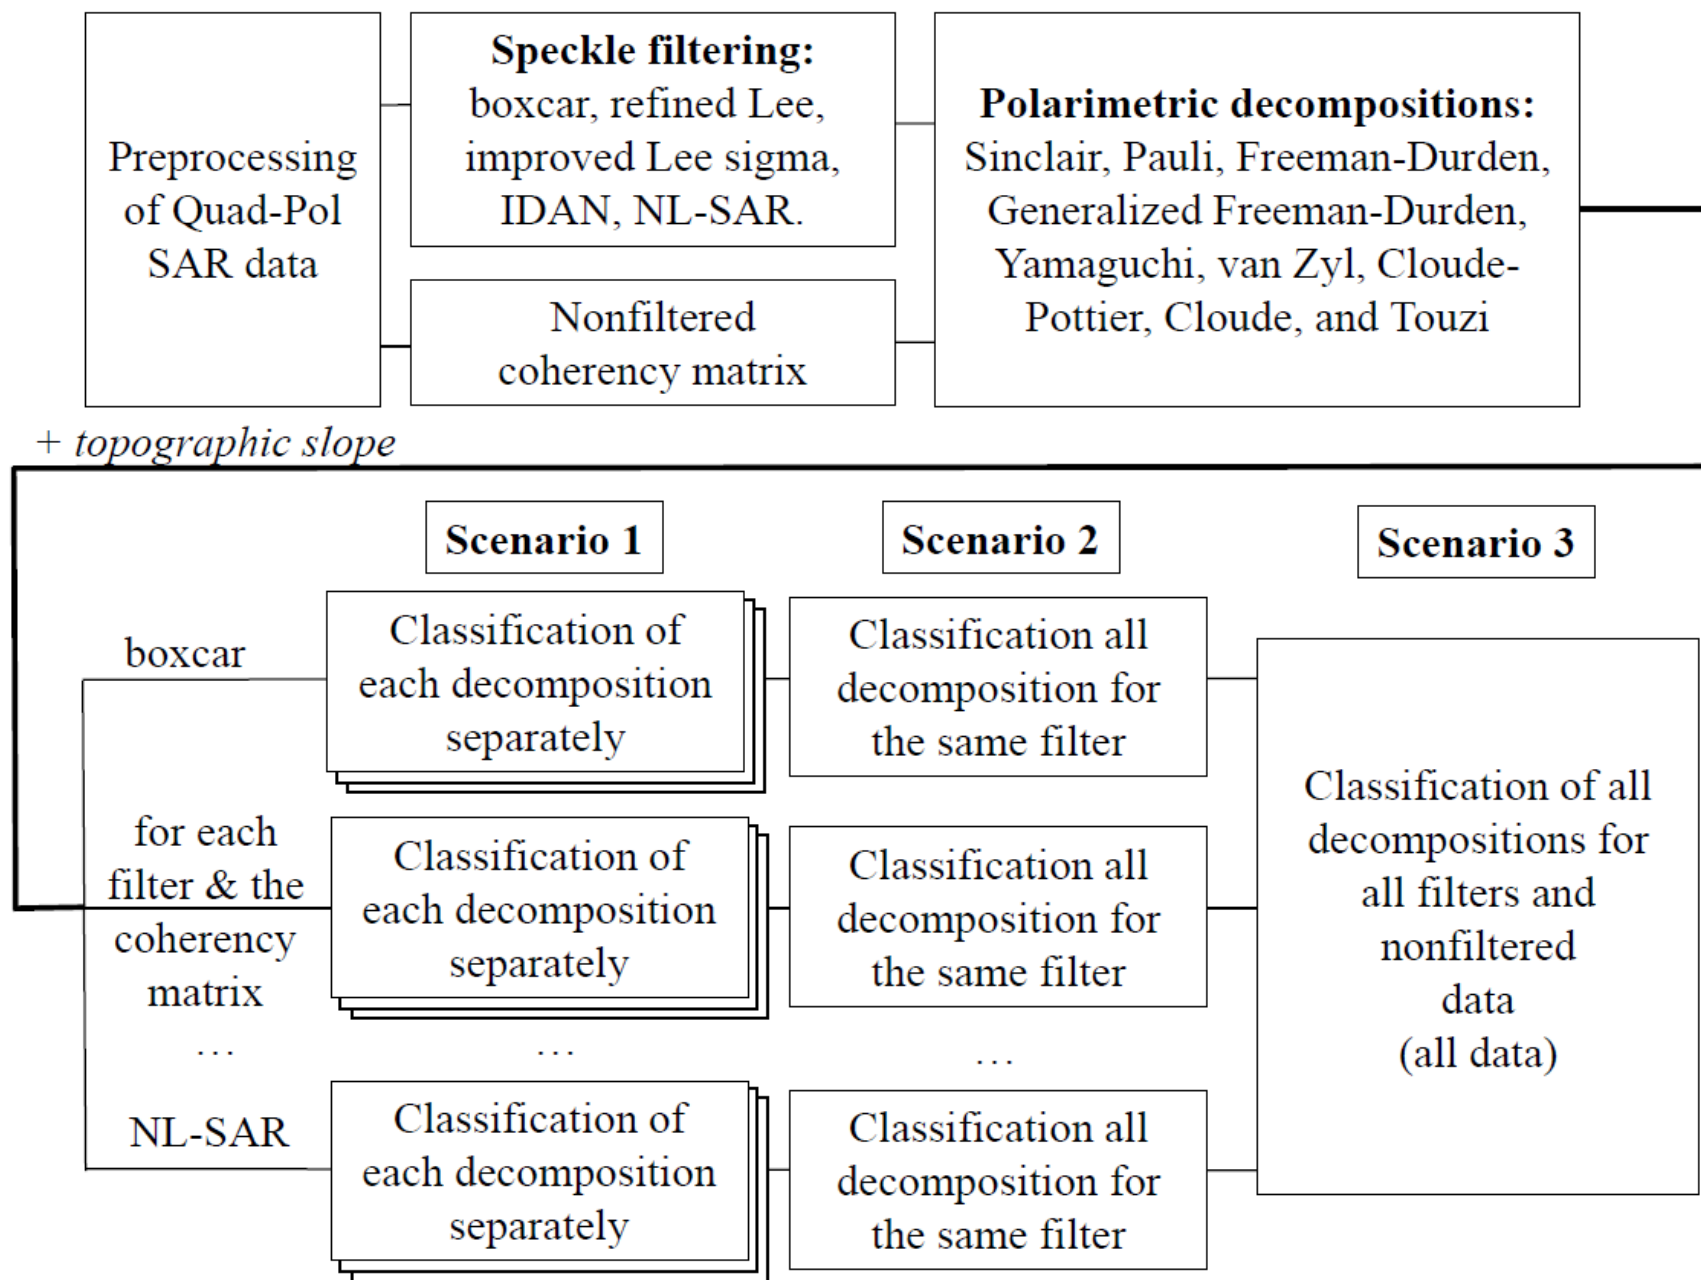 Preprocessing
of Quad-Pol
SAR data
Speckle filtering:
boxcar, refined Lee,
improved Lee sigma,
IDAN, NL-SAR.
Nonfiltered
coherency matrix
Polarimetric decompositions:
Sinclair, Pauli, Freeman-Durden,
Generalized Freeman-Durden,
Yamaguchi, van Zyl, Cloude-
Pottier, Cloude, and Touzi
+ topographic slope
Scenario 1
Scenario 2
Scenario 3
boxcar
Classification of
each decomposition
separately
Classification all
decomposition for
the same filter
for each
filter & the
coherency
matrix
Classification of
each decomposition
separately
Classification all
decomposition for
the same filter
Classification of all
decompositions for
all filters and
nonfiltered
data
(all data)
…
…
…
NL-SAR
Classification of
each decomposition
separately
Classification all
decomposition for
the same filter